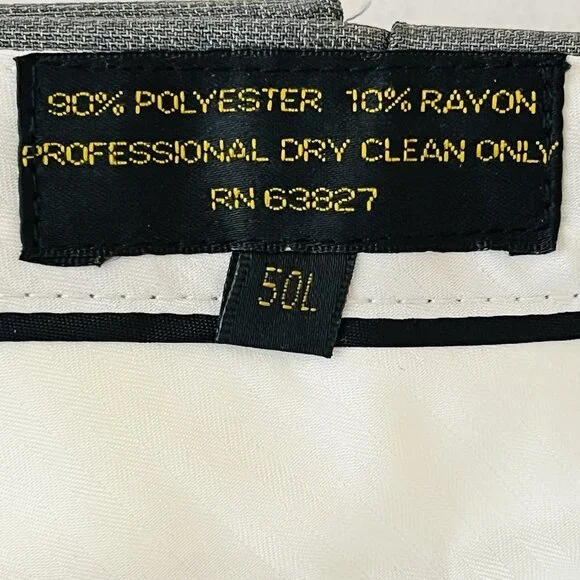 90% POLYESTER 10% RAYON
PROFESSIONAL DRY CLEAN ONLY
RN 63827
50L